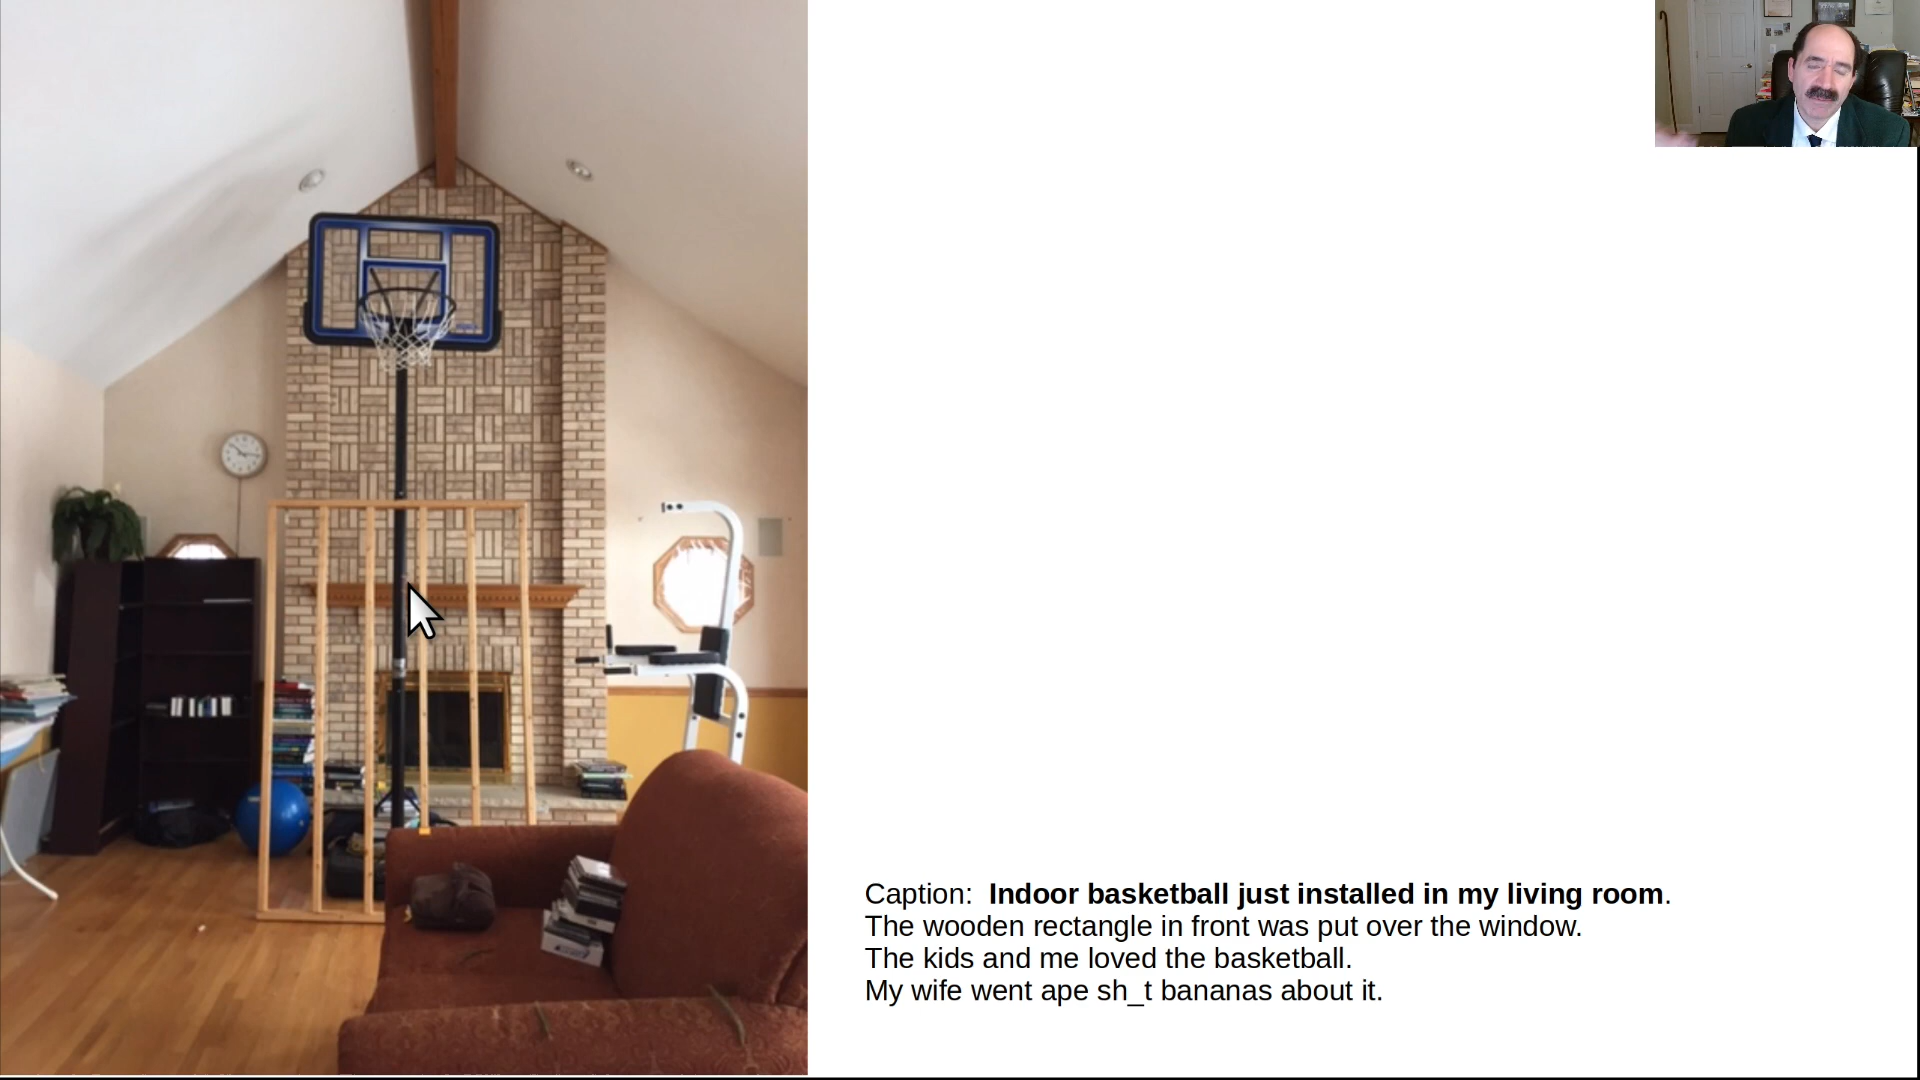 Caption:  Indoor basketball just installed in my living room.
The wooden rectangle in front was put over the window.
The kids and me loved the basketball.
My wife went ape sh_t bananas about it.